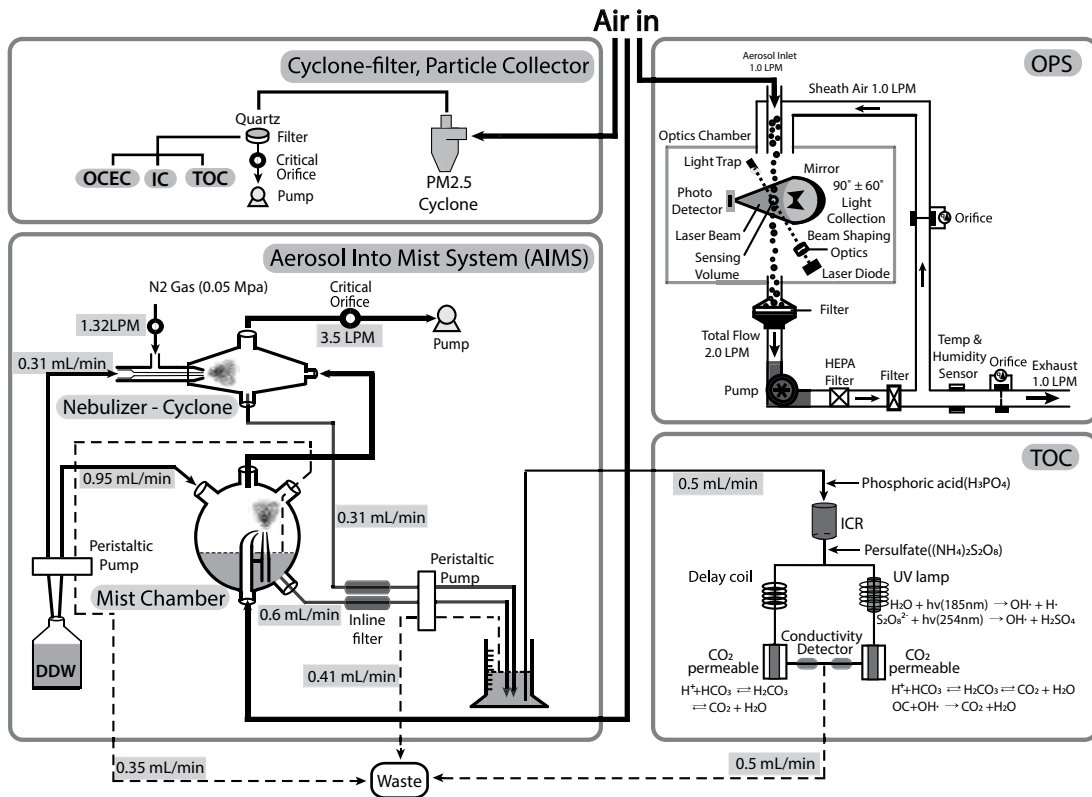 Air in
Cyclone-filter, Particle Collector
Quartz
Filter
OCEC
IC
TOC
Critical
Orifice
Pump
PM2.5
Cyclone
Aerosol Into Mist System (AIMS)
N2 Gas (0.05 Mpa)
1.32LPM
0.31 mL/min
Critical
Orifice
3.5 LPM
Pump
Nebulizer - Cyclone
0.95 mL/min
0.31 mL/min
Peristaltic
Pump
Mist Chamber
0.6 mL/min
Inline
filter
Peristaltic
Pump
DDW
0.41 mL/min
0.35 mL/min
Waste
0.5 mL/min
OPS
Aerosol Inlet
1.0 LPM
Sheath Air 1.0 LPM
Optics Chamber
Light Trap
Mirror
Photo
Detector
90˚ ± 60˚
Light
Collection
Laser Beam
Beam Shaping
Optics
Sensing
Volume
Laser Diode
Orifice
Filter
Total Flow
2.0 LPM
Pump
HEPA
Filter
Filter
Temp &
Humidity
Sensor
Orifice
Exhaust
1.0 LPM
TOC
0.5 mL/min
Phosphoric acid(H₃PO₄)
ICR
Persulfate((NH₄)₂S₂O₈)
Delay coil
UV lamp
H₂O + hv(185nm) → OH· + H·
S₂O₈²⁻ + hv(254nm) → OH· + H₂SO₄
Conductivity
Detector
CO₂
permeable
CO₂
permeable
H⁺+HCO₃ ⇌ H₂CO₃
⇌ CO₂ + H₂O
H⁺+HCO₃ ⇌ H₂CO₃ ⇌ CO₂ + H₂O
OC+OH· → CO₂ +H₂O